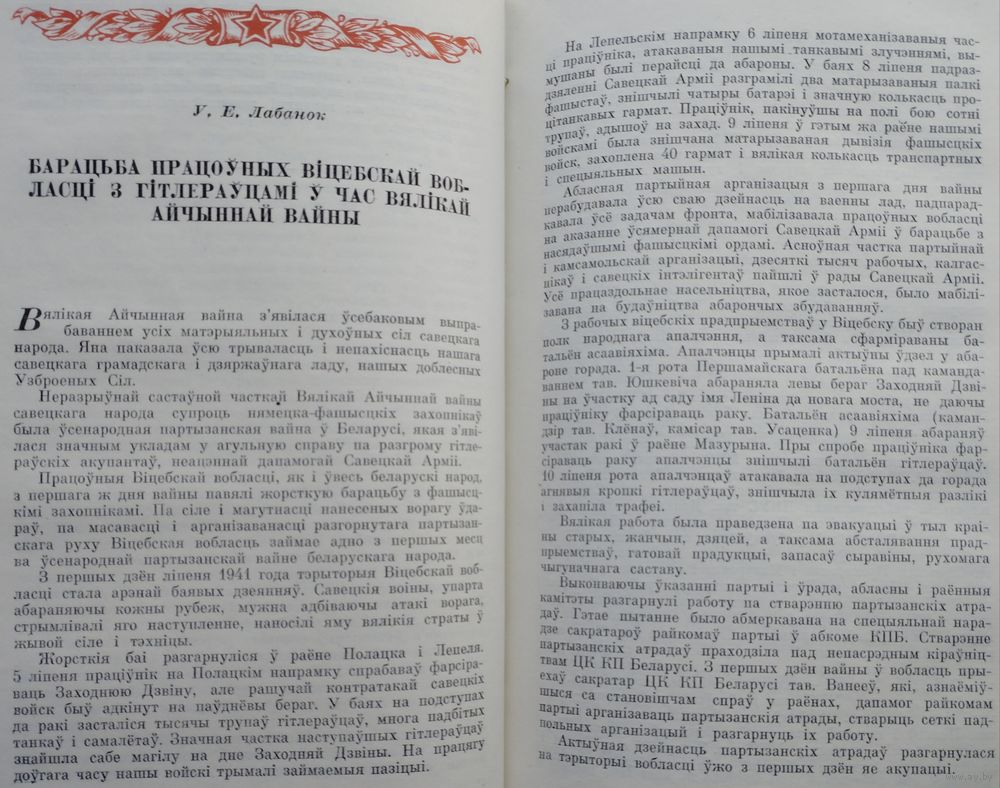 У. Е. Лабанок
БАРАЦЬБА ПРАЦОЎНЫХ ВІЦЕБСКАЙ ВОБ-
ЛАСЦІ З ГІТЛЕРАЎЦАМІ Ў ЧАС ВЯЛІКАЙ
АЙЧЫННАЙ ВАЙНЫ
Вялікая Айчынная вайна з'явілася ўсебаковым выпра-
баваннем усіх матэрыяльных і духоўных сіл савецкага
народа. Яна паказала ўсю трываласць і непахіснасць нашага
савецкага грамадскага і дзяржаўнага ладу, нашых доблесных
Узброеных Сіл.
Неразрыўнай састаўной часткай Вялікай Айчыннай вайны
савецкага народа супроць нямецка-фашысцкіх захопнікаў
была ўсенародная партызанская вайна ў Беларусі, якая з'яві-
лася значным укладам у агульную справу па разгрому гітле-
раўскіх акупантаў, неацэннай дапамогай Савецкай Арміі.
Працоўныя Віцебскай вобласці, як і ўвесь беларускі народ,
з першага ж дня вайны павялі жорсткую барацьбу з фашысц-
кімі захопнікамі. Па сіле і магутнасці нанесеных ворагу ўда-
раў, па масавасці і арганізаванасці разгорнутага партызан-
скага руху Віцебская вобласць займае адно з першых месц
ва ўсенароднай партызанскай вайне беларускага народа.
З першых дзён ліпеня 1941 года тэрыторыя Віцебскай воб-
ласці стала арэнай баявых дзеянняў. Савецкія воіны, упарта
абараняючы кожны рубеж, мужна адбіваючы атакі ворага,
стрымлівалі яго наступленне, наносілі яму вялікія страты ў
жывой сіле і тэхніцы.
Жорсткія баі разгарнуліся ў раёне Полацка і Лепеля.
5 ліпеня праціўнік на Полацкім напрамку спрабаваў фарсіра-
ваць Заходнюю Дзвіну, але рашучай контратакай савецкіх
войск быў адкінут на паўднёвы бераг. У баях на подступах
да ракі засталіся тысячы трупаў гітлераўцаў, многа падбітых
танкаў і самалётаў. Значная частка наступаўшых гітлераўцаў
знайшла сабе магілу на дне Заходняй Дзвіны. На працягу
доўгага часу нашы войскі трымалі займаемыя пазіцыі.
На Лепельскім напрамку 6 ліпеня мотамеханізаваныя час-
ці праціўніка, атакаваныя нашымі танкавымі злучэннямі, вы-
мушаны былі перайсці да абароны. У баях 8 ліпеня падраз-
дзяленні Савецкай Арміі разграмілі два матарызаваныя палкі
фашыстаў, знішчылі чатыры батарэі і значную колькасць про-
ціtанкавых гармат. Праціўнік, пакінуўшы на полі бою сотні
трупаў, адышоў на захад. 9 ліпеня ў гэтым жа раёне нашымі
войскамі была знішчана матарызаваная дывізія фашысцкіх
войск, захоплена 40 гармат і вялікая колькасць транспартных
і спецыяльных машын.
Абласная партыйная арганізацыя з першага дня вайны
перабудавала ўсю сваю дзейнасць на ваенны лад, падпарад-
кавала ўсё задачам фронта, мабілізавала працоўных вобласці
на аказанне ўсямернай дапамогі Савецкай Арміі ў барацьбе з
насядаўшымі фашысцкімі ордамі. Асноўная частка партыйнай
і камсамольскай арганізацыі, дзесяткі тысяч рабочых, калгас-
нікаў і савецкіх інтэлігентаў пайшлі ў рады Савецкай Арміі.
Усё працаздольнае насельніцтва, якое засталося, было мабілі-
завана на будаўніцтва абарончых збудаванняў.
З рабочых віцебскіх прадпрыемстваў у Віцебску быў створан
полк народнага апалчэння, а таксама сфарміраваны ба-
тальён асаавіяхіма. Апалчэнцы прымалі актыўны ўдзел у аба-
роне горада. 1-я рота Першамайскага батальёна пад каманда-
ваннем тав. Юшкевіча абараняла левы бераг Заходняй Дзві-
ны на ўчастку ад саду імя Леніна да новага моста, не даючы
праціўніку фарсіраваць раку. Батальён асаавіяхіма (каман-
дзір тав. Клёнаў, камісар тав. Усаценка) 9 ліпеня абараняў
участак ракі ў раёне Мазурына. Пры спробе праціўніка фар-
сіраваць раку апалчэнцы знішчылі батальён гітлераўцаў.
10 ліпеня рота апалчэнцаў атакавала на подступах да горада
агнявыя кропкі гітлераўцаў, знішчыла іх кулямётныя разлікі
і захапіла трафеі.
Вялікая работа была праведзена па эвакуацыі ў тыл краі-
ны старых, жанчын, дзяцей, а таксама абсталявання прад-
прыемстваў, гатовай прадукцыі, запасаў сыравіны, рухомага
чыгуначнага саставу.
Выконваючы ўказанні партыі і ўрада, абласны і раённыя
камітэты разгарнулі работу па стварэнню партызанскіх атра-
даў. Гэтае пытанне было абмеркавана на спецыяльнай нара-
дзе сакратароў райкомаў партыі ў абкоме КПБ. Стварэнне
партызанскіх атрадаў праходзіла пад непасрэдным кіраўніц-
твам ЦК КП Беларусі. З першых дзён вайны ў вобласць пры-
ехаў сакратар ЦК КП Беларусі тав. Ванееў, які, азнаёміў-
шыся са становішчам спраў у раёнах, дапамог райкомам
партыі арганізаваць партызанскія атрады, стварыць сеткі пад-
польных арганізацый і разгарнуць іх работу.
Актыўная дзейнасць партызанскіх атрадаў разгарнулася
на тэрыторыі вобласці ўжо з першых дзён яе акупацыі.
www.ay.by